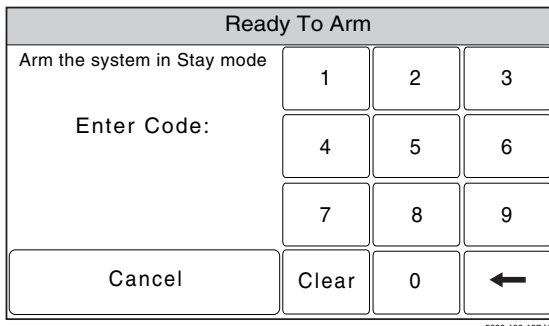 Ready To Arm
Arm the system in Stay mode
Enter Code:
1 2 3
4 5 6
7 8 9
Cancel Clear 0